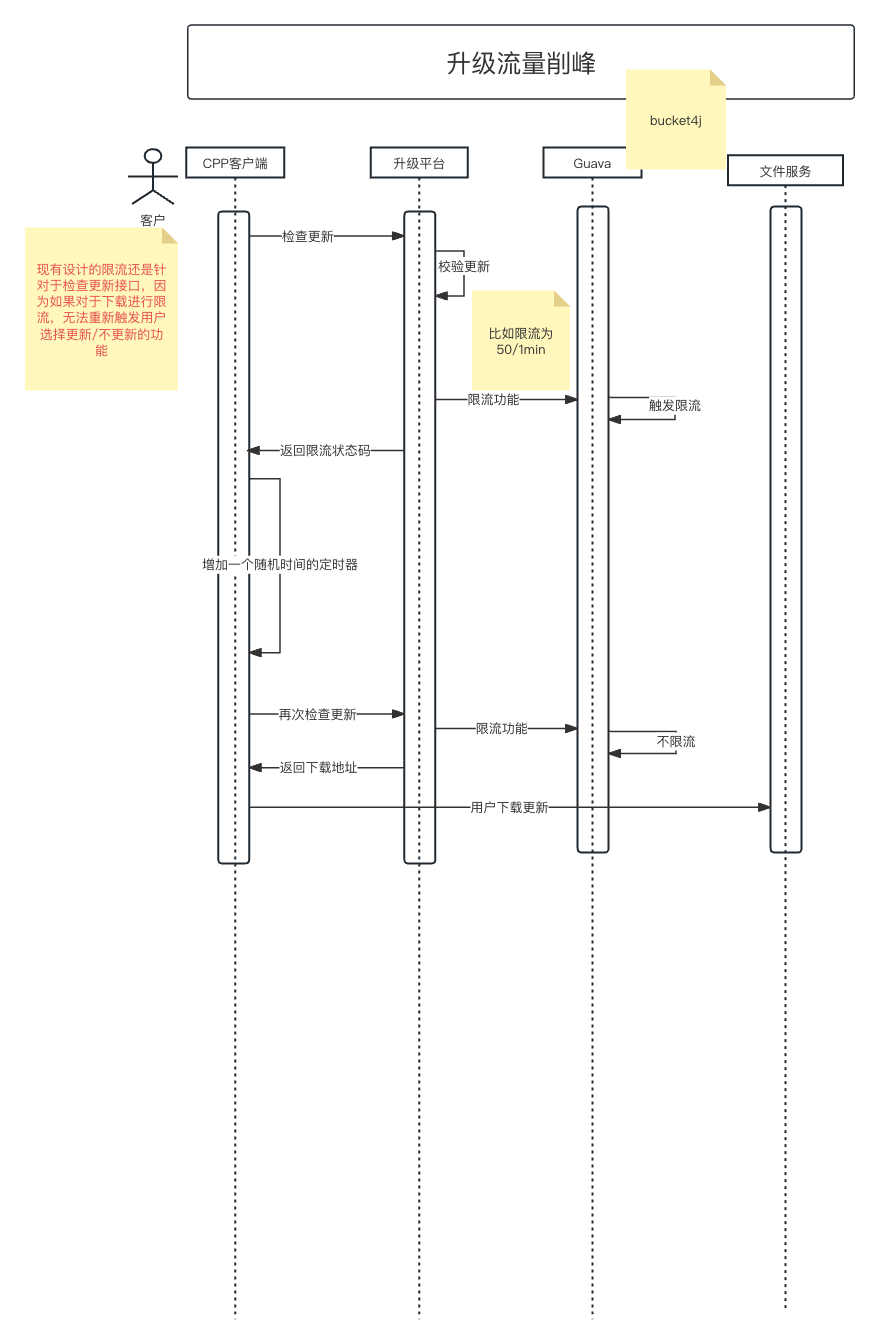 升级流量削峰
bucket4j
CPP客户端
升级平台
Guava
文件服务
客户
检查更新
校验更新
现有设计的限流还是针
对于检查更新接口，因
为如果对于下载进行限
流，无法重新触发用户
选择更新/不更新的功
能
比如限流为
50/1min
限流功能
触发限流
返回限流状态码
增加一个随机时间的定时器
再次检查更新
限流功能
不限流
返回下载地址
用户下载更新